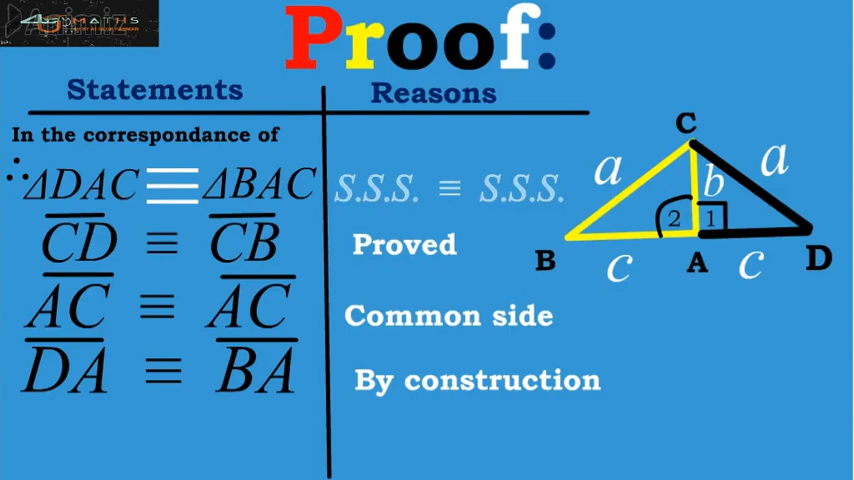 MATHS
Proof:
Statements
Reasons
In the correspondance of
∴ ΔDAC ≡ ΔBAC
S.S.S. ≡ S.S.S.
CD ≡ CB
Proved
AC ≡ AC
Common side
DA ≡ BA
By construction
C
a
b
a
2
1
B
c
A
c
D